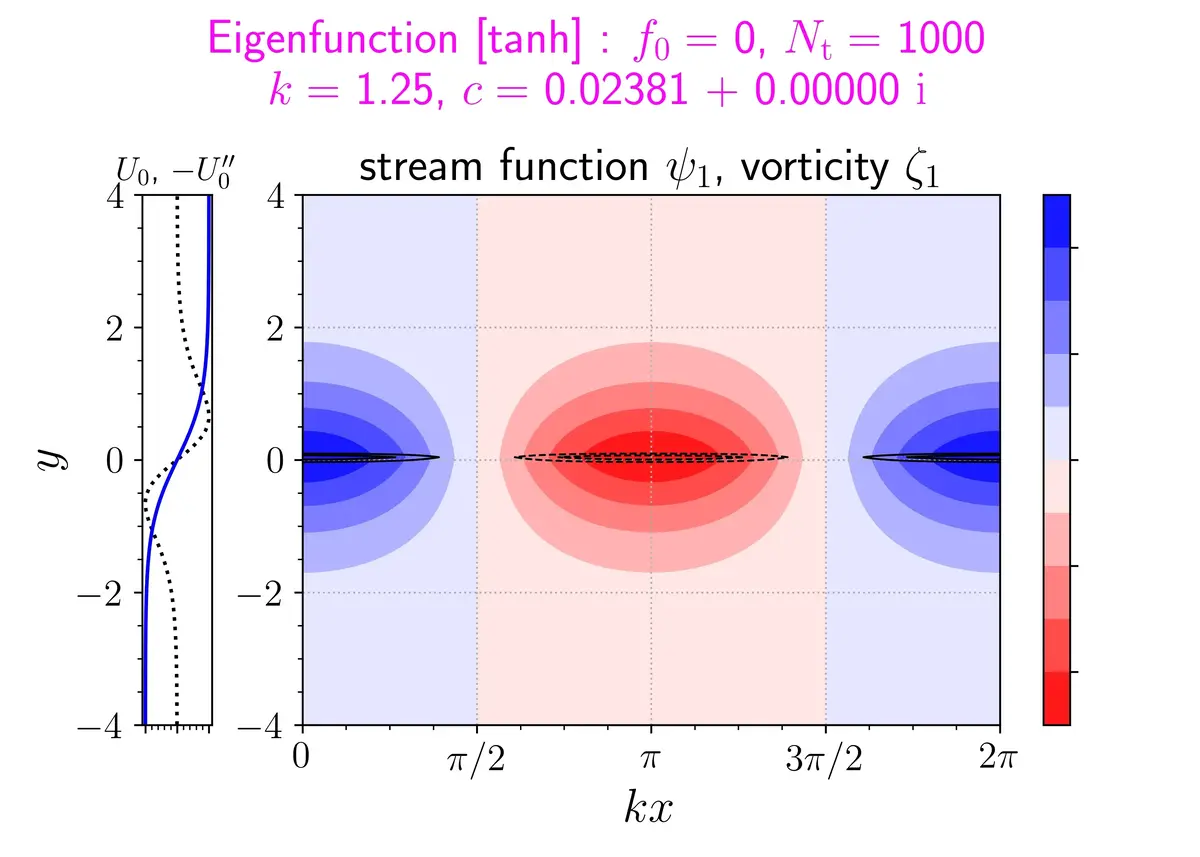 Eigenfunction [tanh] : f₀ = 0, Nₜ = 1000
k = 1.25, c = 0.02381 + 0.00000 i
U₀, −U₀″
stream function ψ₁, vorticity ζ₁
4
2
0
−2
−4
y
4
2
0
−2
−4
0 π/2 π 3π/2 2π
kx